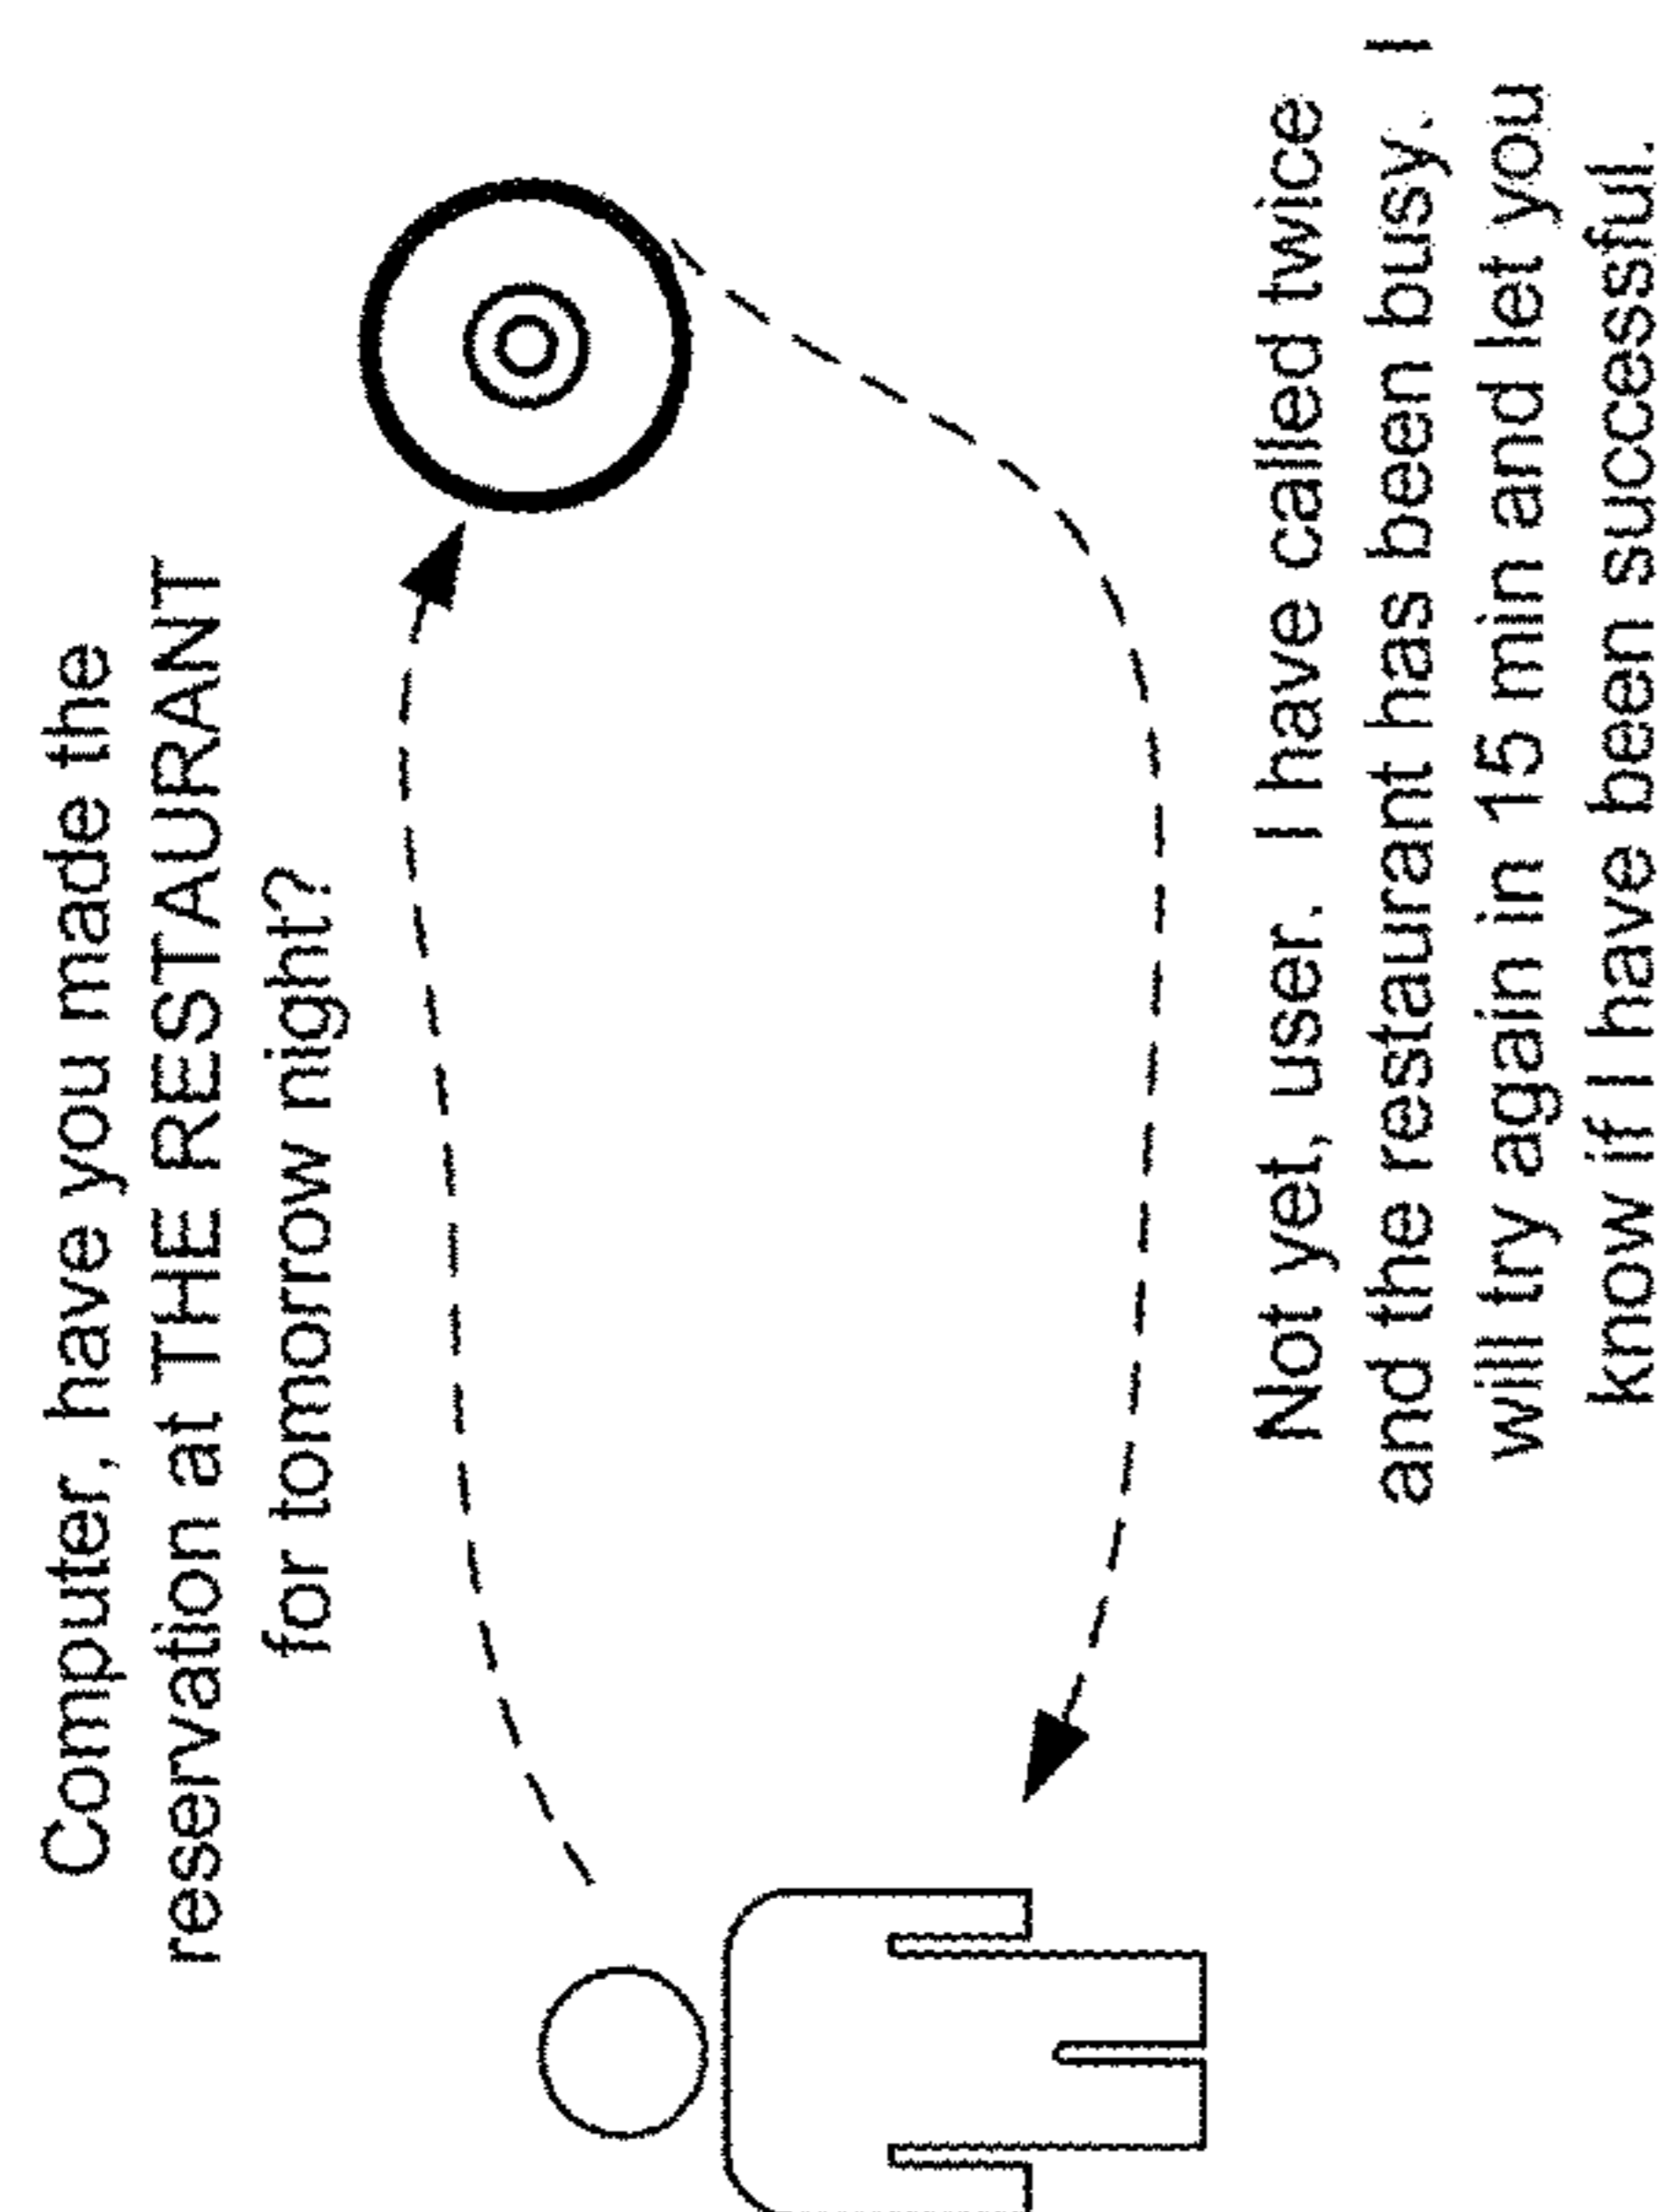 Computer, have you made the
reservation at THE RESTAURANT
for tomorrow night?
Not yet, user. I have called twice
and the restaurant has been busy. I
will try again in 15 min and let you
know if I have been successful.